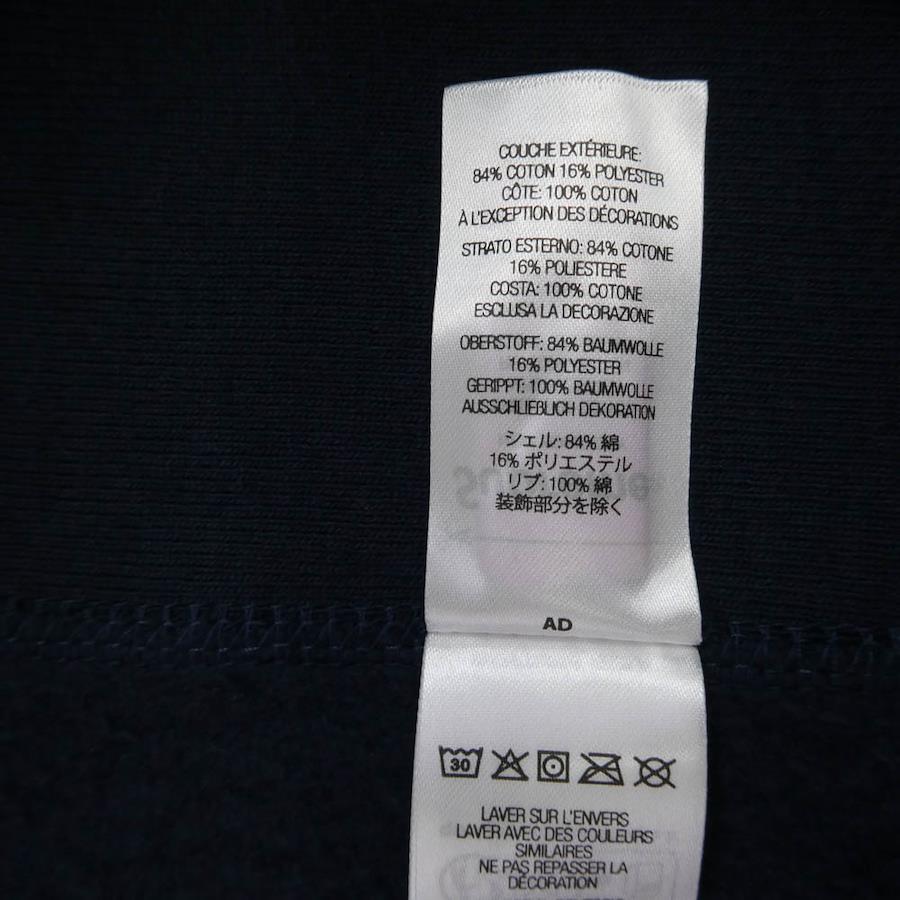 COUCHE EXTÉRIEURE:
84% COTON 16% POLYESTER
CÔTE: 100% COTON
À L'EXCEPTION DES DÉCORATIONS
STRATO ESTERNO: 84% COTONE
16% POLIESTERE
COSTA: 100% COTONE
ESCLUSA LA DECORAZIONE
OBERSTOFF: 84% BAUMWOLLE
16% POLYESTER
GERIPPT: 100% BAUMWOLLE
AUSSCHLIEßLICH DEKORATION
シェル: 84% 綿
16% ポリエステル
リブ: 100% 綿
装飾部分を除く
AD
30
LAVER SUR L'ENVERS
LAVER AVEC DES COULEURS
SIMILAIRES
NE PAS REPASSER LA
DÉCORATION